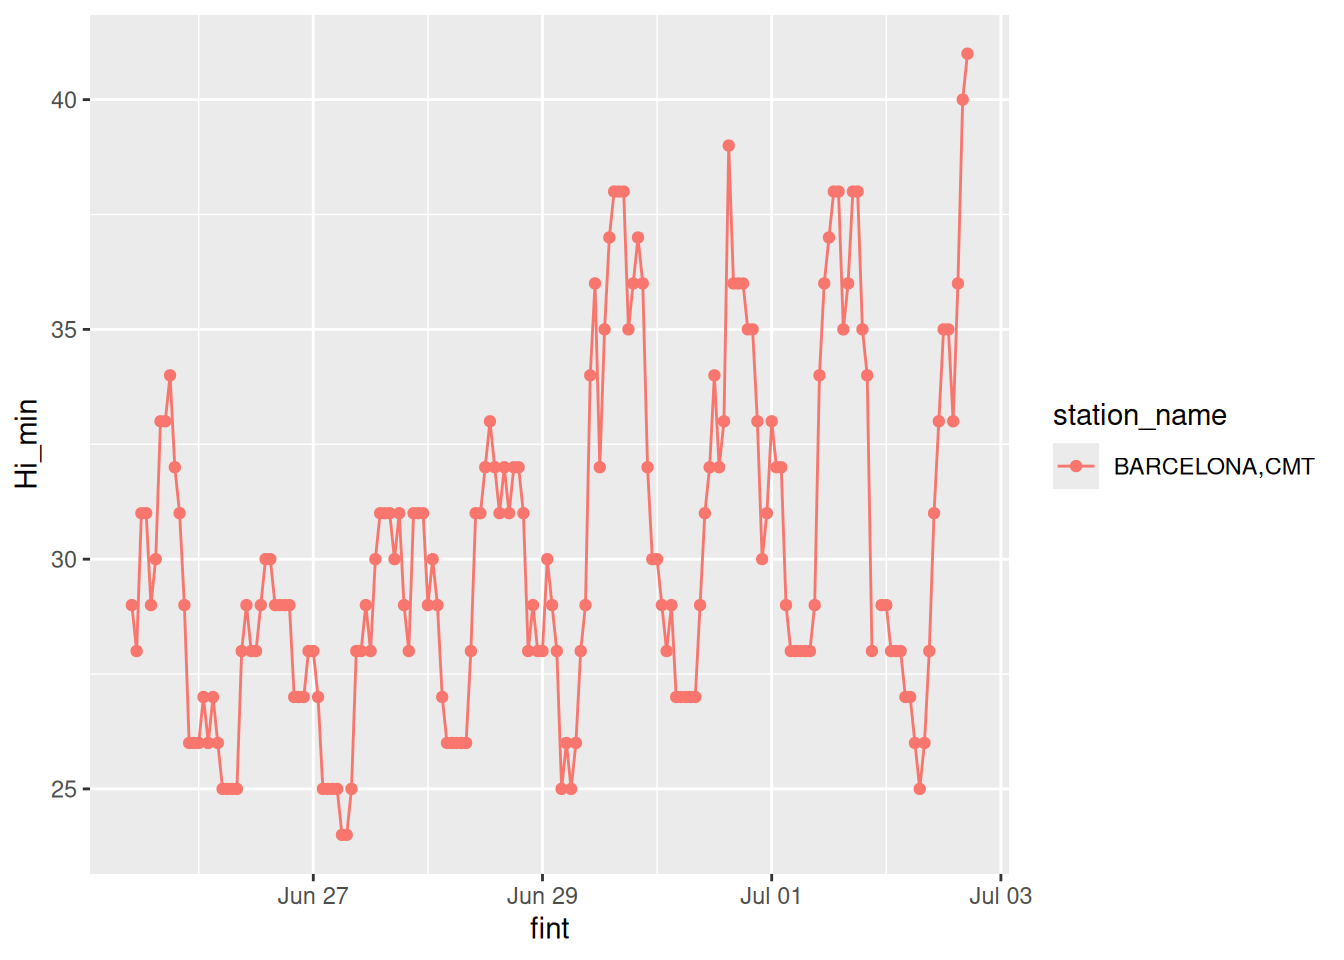 40
35
30
25
Hi_min
Jun 27
Jun 29
Jul 01
Jul 03
fint
station_name
BARCELONA,CMT